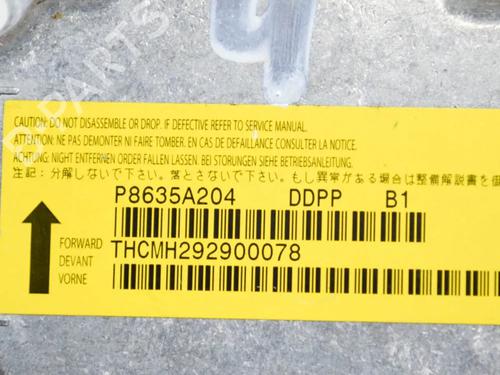 CAUTION: DO NOT DISASSEMBLE OR DROP. IF DEFECTIVE REFER TO SERVICE MANUAL.
ATTENTION: NE PAS DEMONTER NI FAIRE TOMBER. EN CAS DE DEFAILLANCE CONSULTER LA NOTICE.
ACHTUNG: NIGHT ENTFERNEN ODER FALLEN LASSEN. BEI STORUNGEN SIEHE BETRIEBSANLEITUNG.
注記: 分解しないで下さい。落とさないで下さい。もし異常がある場合は整備解説書を御
P8635A204 DDPP B1
FORWARD
DEVANT
VORNE
THCMH292900078